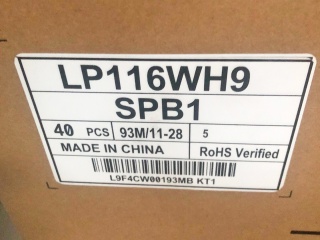 LP116WH9
SPB1
40 PCS 93M/11-28 5
MADE IN CHINA RoHS Verified
L9F4CW00193MB KT1